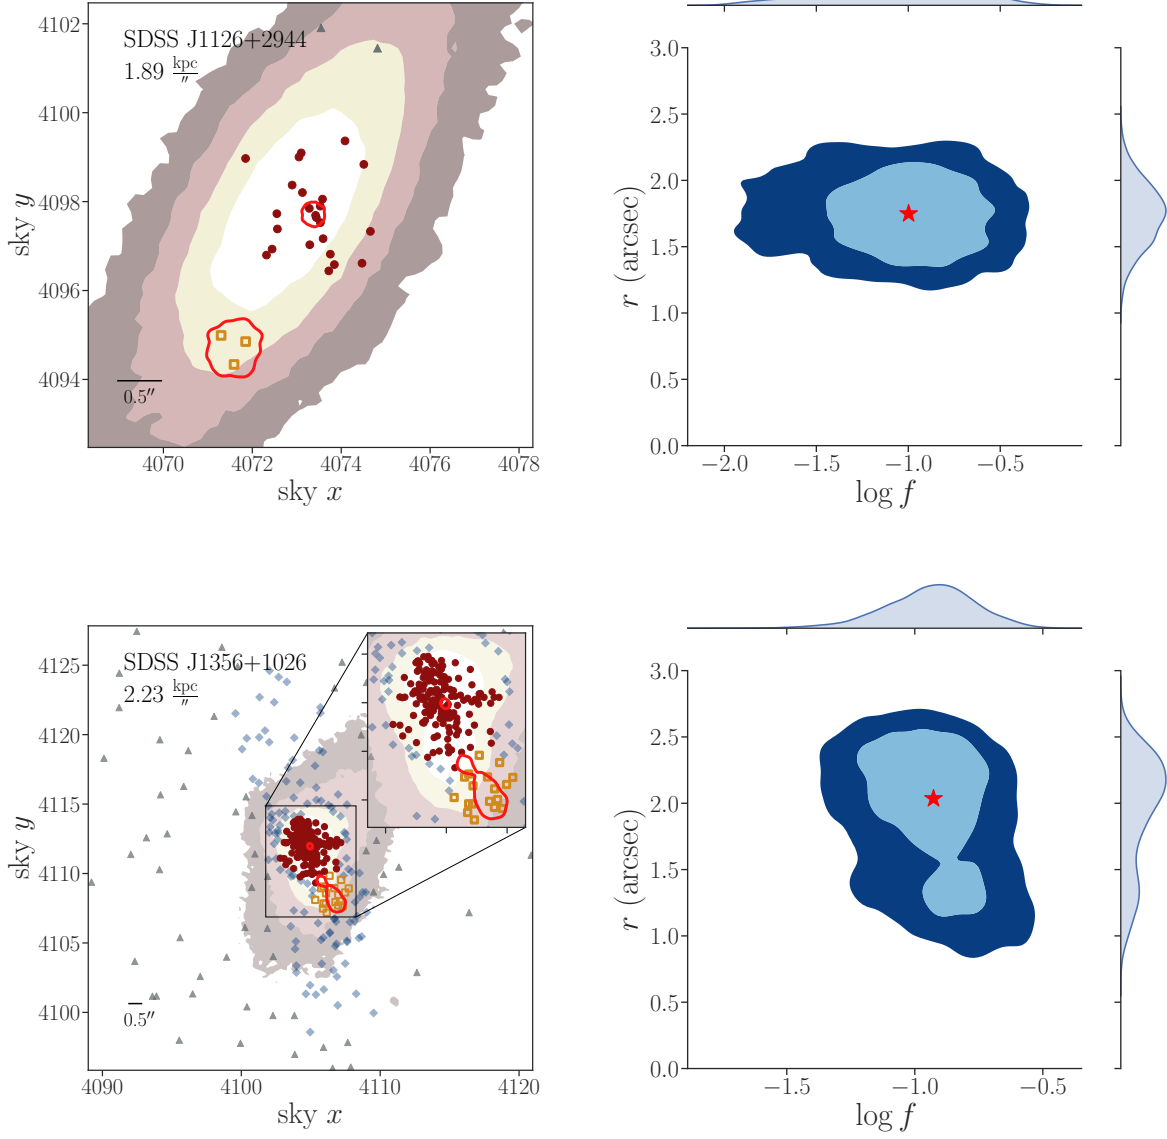 SDSS J1126+2944
1.89 kpc/″
4102
4100
4098
4096
4094
sky y
0.5″
4070 4072 4074 4076 4078
sky x
3.0
2.5
2.0
1.5
1.0
0.5
0.0
r (arcsec)
−2.0 −1.5 −1.0 −0.5
log f
SDSS J1356+1026
2.23 kpc/″
4125
4120
4115
4110
4105
4100
sky y
0.5″
4090 4100 4110 4120
sky x
3.0
2.5
2.0
1.5
1.0
0.5
0.0
r (arcsec)
−1.5 −1.0 −0.5
log f